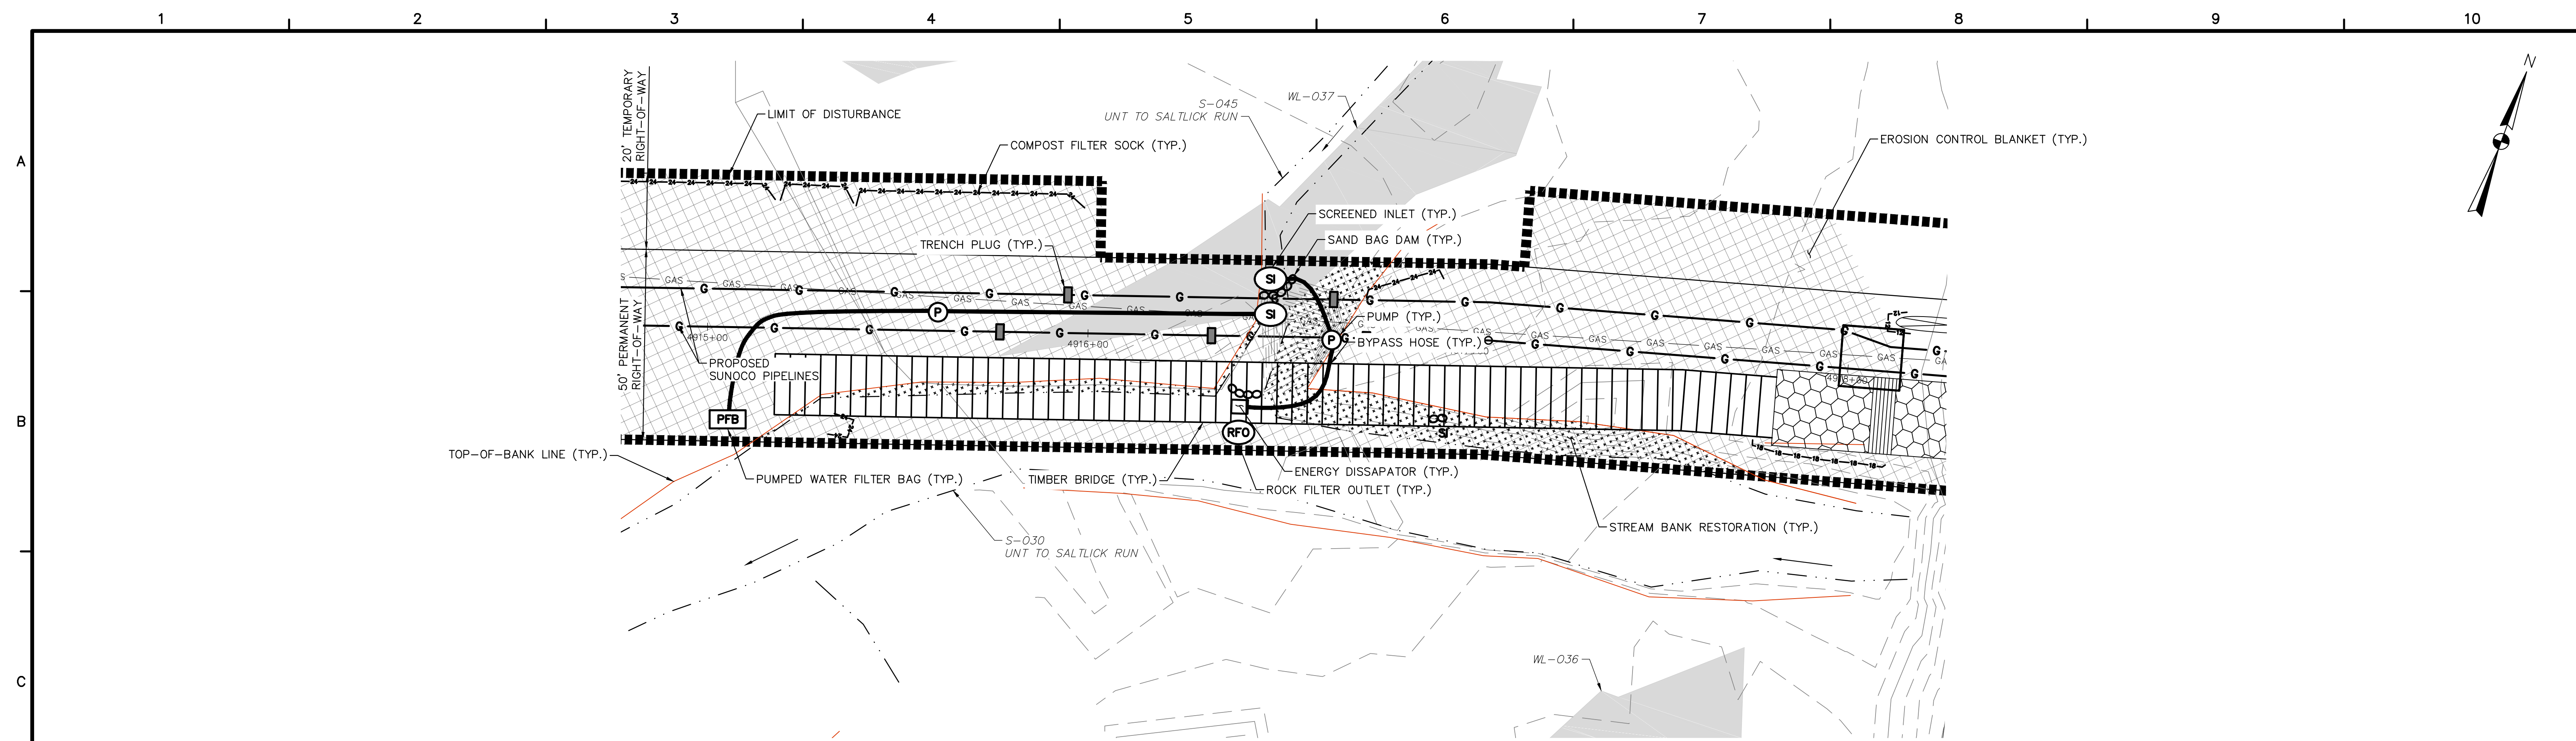 1 2 3 4 5 6 7 8 9 10
A
B
C
N
20' TEMPORARY
RIGHT-OF-WAY
50' PERMANENT
RIGHT-OF-WAY
LIMIT OF DISTURBANCE
COMPOST FILTER SOCK (TYP.)
S-045
UNT TO SALTLICK RUN
WL-037
EROSION CONTROL BLANKET (TYP.)
SCREENED INLET (TYP.)
SAND BAG DAM (TYP.)
TRENCH PLUG (TYP.)
SI
SI
P
P
PUMP (TYP.)
BYPASS HOSE (TYP.)
4915+00
4916+00
PROPOSED
SUNOCO PIPELINES
PFB
RFO
SI
TOP-OF-BANK LINE (TYP.)
PUMPED WATER FILTER BAG (TYP.)
TIMBER BRIDGE (TYP.)
ENERGY DISSAPATOR (TYP.)
ROCK FILTER OUTLET (TYP.)
STREAM BANK RESTORATION (TYP.)
S-030
UNT TO SALTLICK RUN
WL-036